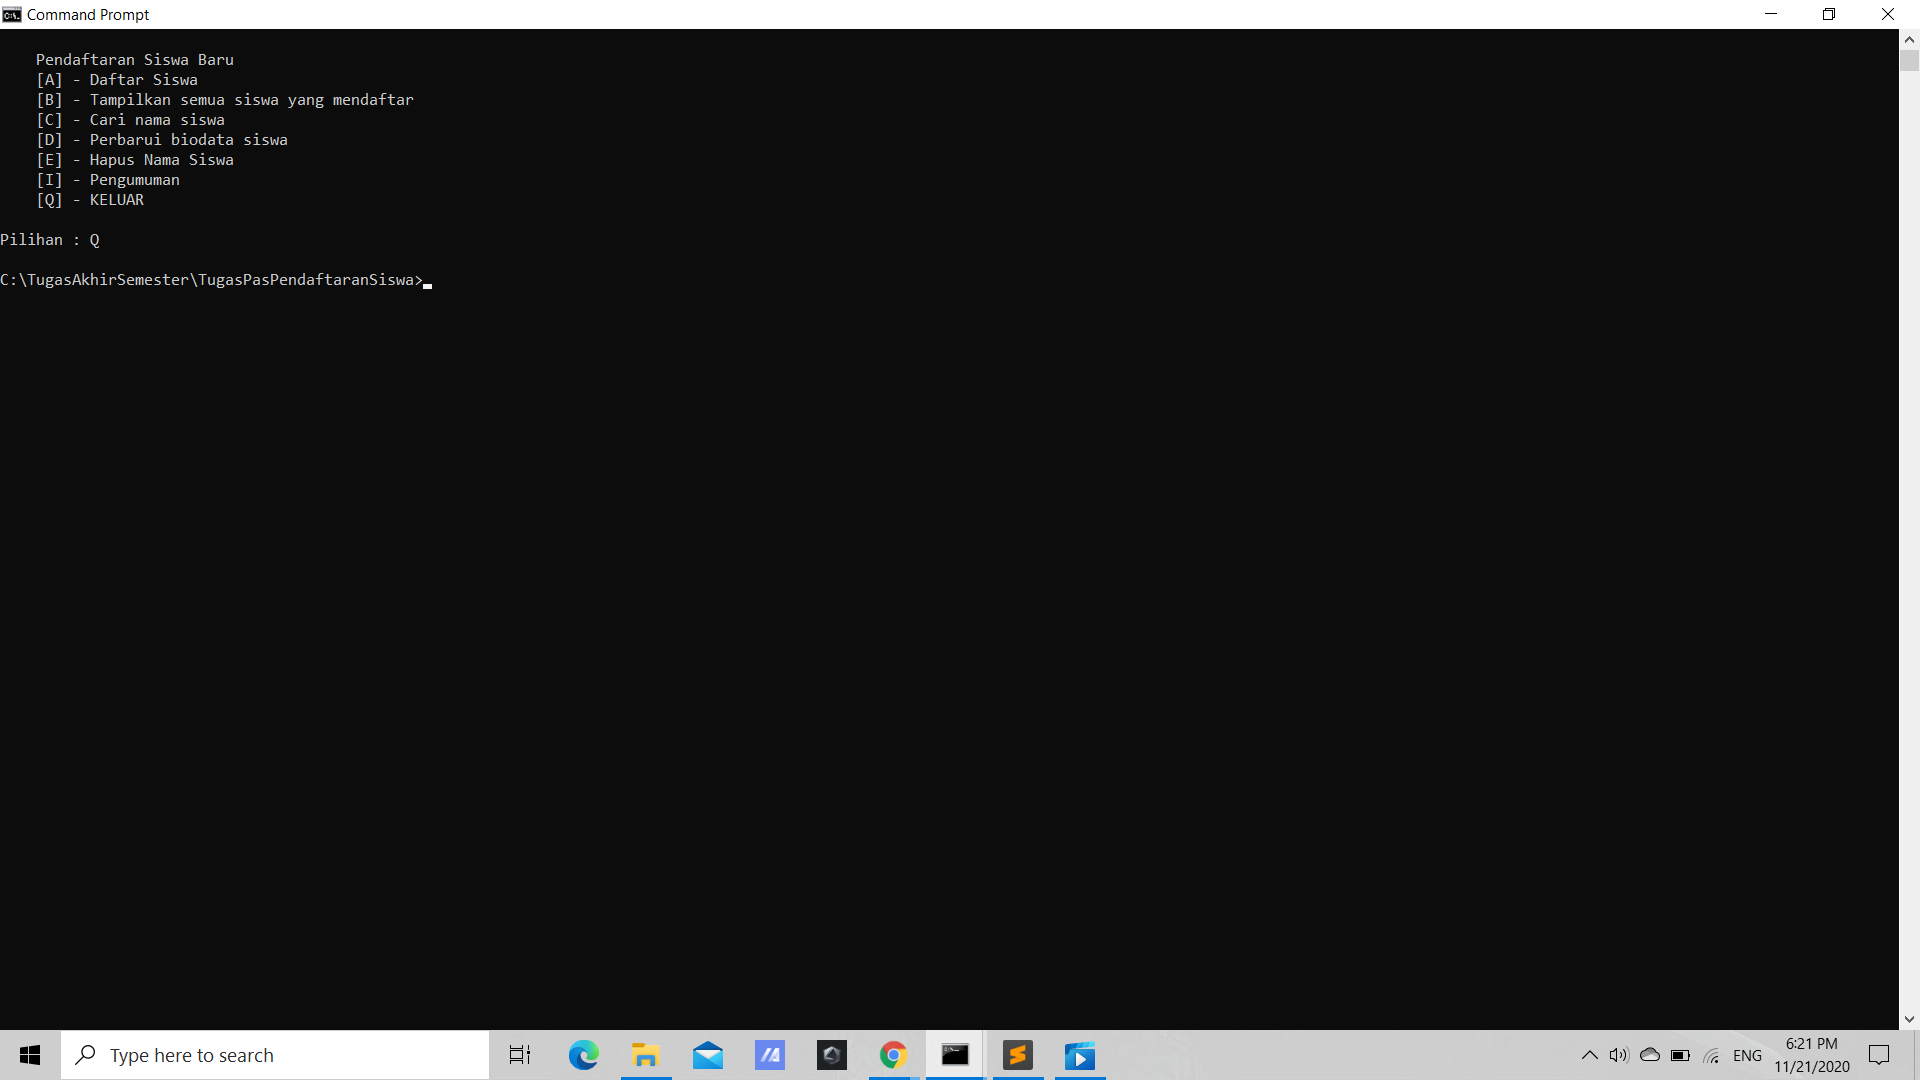 Command Prompt
Pendaftaran Siswa Baru
[A] - Daftar Siswa
[B] - Tampilkan semua siswa yang mendaftar
[C] - Cari nama siswa
[D] - Perbarui biodata siswa
[E] - Hapus Nama Siswa
[I] - Pengumuman
[Q] - KELUAR
Pilihan : Q
C:\TugasAkhirSemester\TugasPasPendaftaranSiswa>
Type here to search
ENG
6:21 PM
11/21/2020